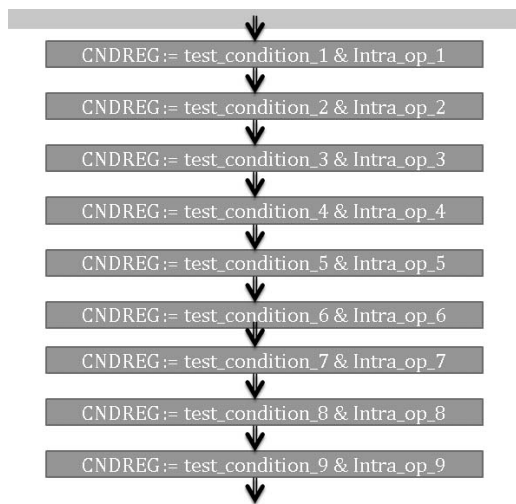 CNDREG:= test_condition_1 & Intra_op_1
CNDREG:= test_condition_2 & Intra_op_2
CNDREG:= test_condition_3 & Intra_op_3
CNDREG:= test_condition_4 & Intra_op_4
CNDREG:= test_condition_5 & Intra_op_5
CNDREG:= test_condition_6 & Intra_op_6
CNDREG:= test_condition_7 & Intra_op_7
CNDREG:= test_condition_8 & Intra_op_8
CNDREG:= test_condition_9 & Intra_op_9